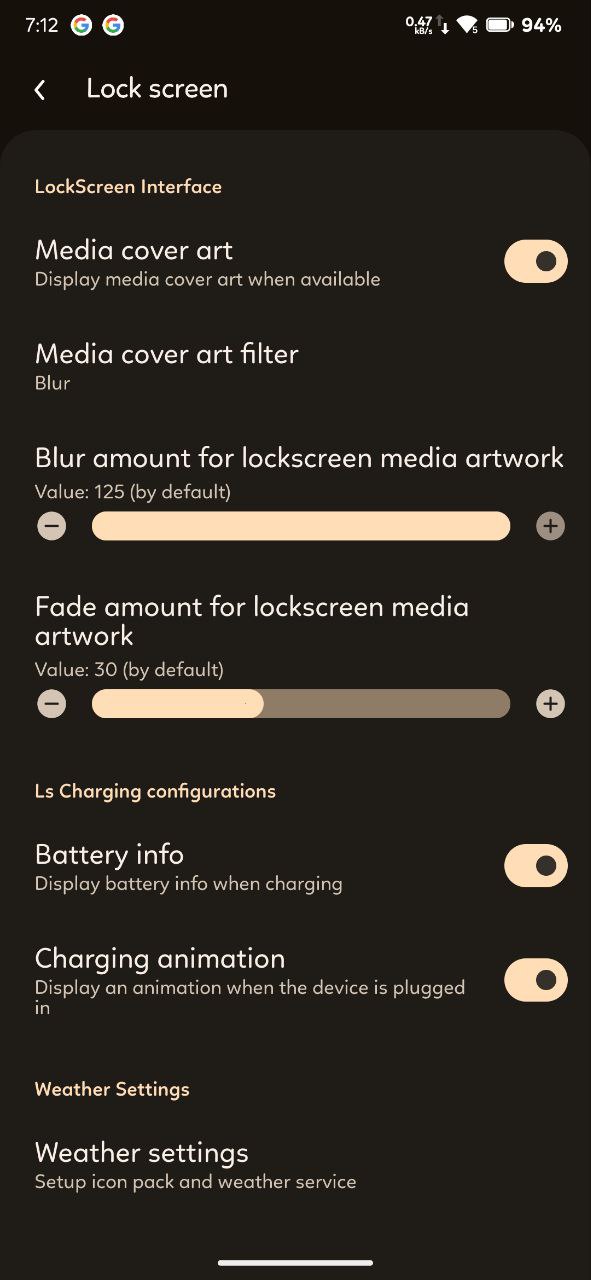 7:12 G G 0.47 kB/s 5 94%
Lock screen
LockScreen Interface
Media cover art
Display media cover art when available
Media cover art filter
Blur
Blur amount for lockscreen media artwork
Value: 125 (by default)
Fade amount for lockscreen media
artwork
Value: 30 (by default)
Ls Charging configurations
Battery info
Display battery info when charging
Charging animation
Display an animation when the device is plugged
in
Weather Settings
Weather settings
Setup icon pack and weather service